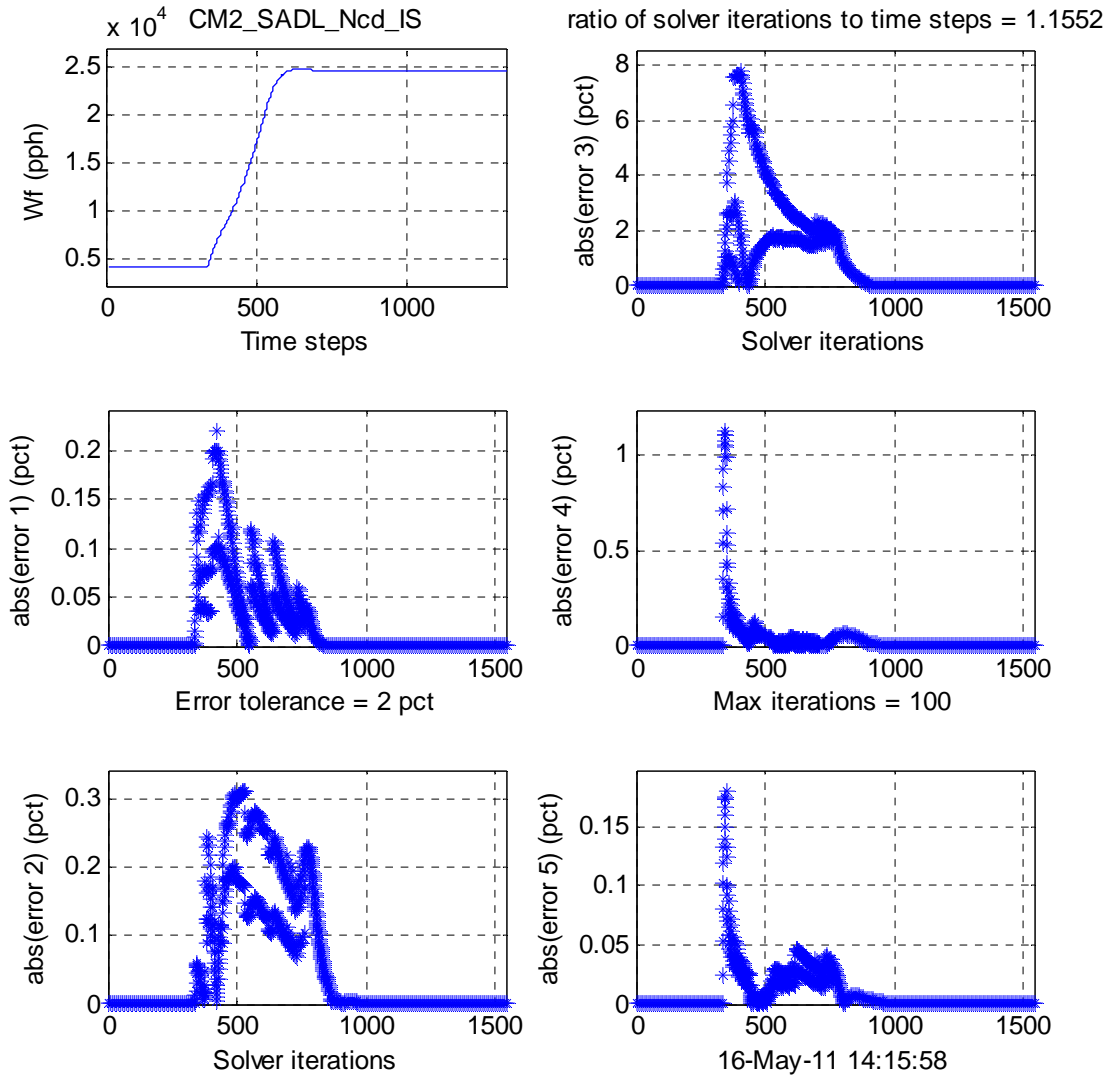 x 10^4 CM2_SADL_Ncd_IS
2.5
2
1.5
1
0.5
Wf (pph)
0 500 1000
Time steps
ratio of solver iterations to time steps = 1.1552
8
6
4
2
0
abs(error 3) (pct)
0 500 1000 1500
Solver iterations
0.2
0.15
0.1
0.05
0
abs(error 1) (pct)
0 500 1000 1500
Error tolerance = 2 pct
1
0.5
0
abs(error 4) (pct)
0 500 1000 1500
Max iterations = 100
0.3
0.2
0.1
0
abs(error 2) (pct)
0 500 1000 1500
Solver iterations
0.15
0.1
0.05
0
abs(error 5) (pct)
0 500 1000 1500
16-May-11 14:15:58